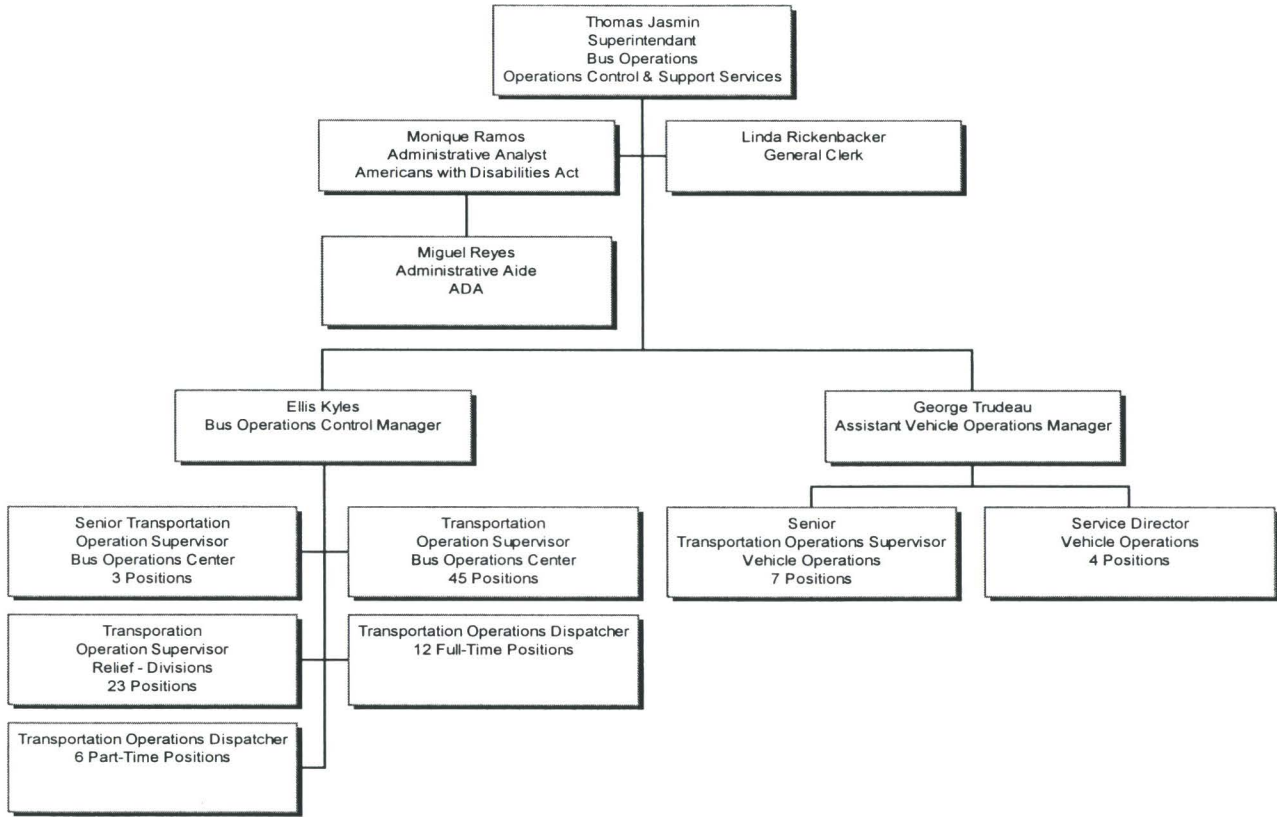 Thomas Jasmin
Superintendant
Bus Operations
Operations Control & Support Services
Monique Ramos
Administrative Analyst
Americans with Disabilities Act
Linda Rickenbacker
General Clerk
Miguel Reyes
Administrative Aide
ADA
Ellis Kyles
Bus Operations Control Manager
George Trudeau
Assistant Vehicle Operations Manager
Senior Transportation
Operation Supervisor
Bus Operations Center
3 Positions
Transportation
Operation Supervisor
Bus Operations Center
45 Positions
Senior
Transportation Operations Supervisor
Vehicle Operations
7 Positions
Service Director
Vehicle Operations
4 Positions
Transporation
Operation Supervisor
Relief - Divisions
23 Positions
Transportation Operations Dispatcher
12 Full-Time Positions
Transportation Operations Dispatcher
6 Part-Time Positions